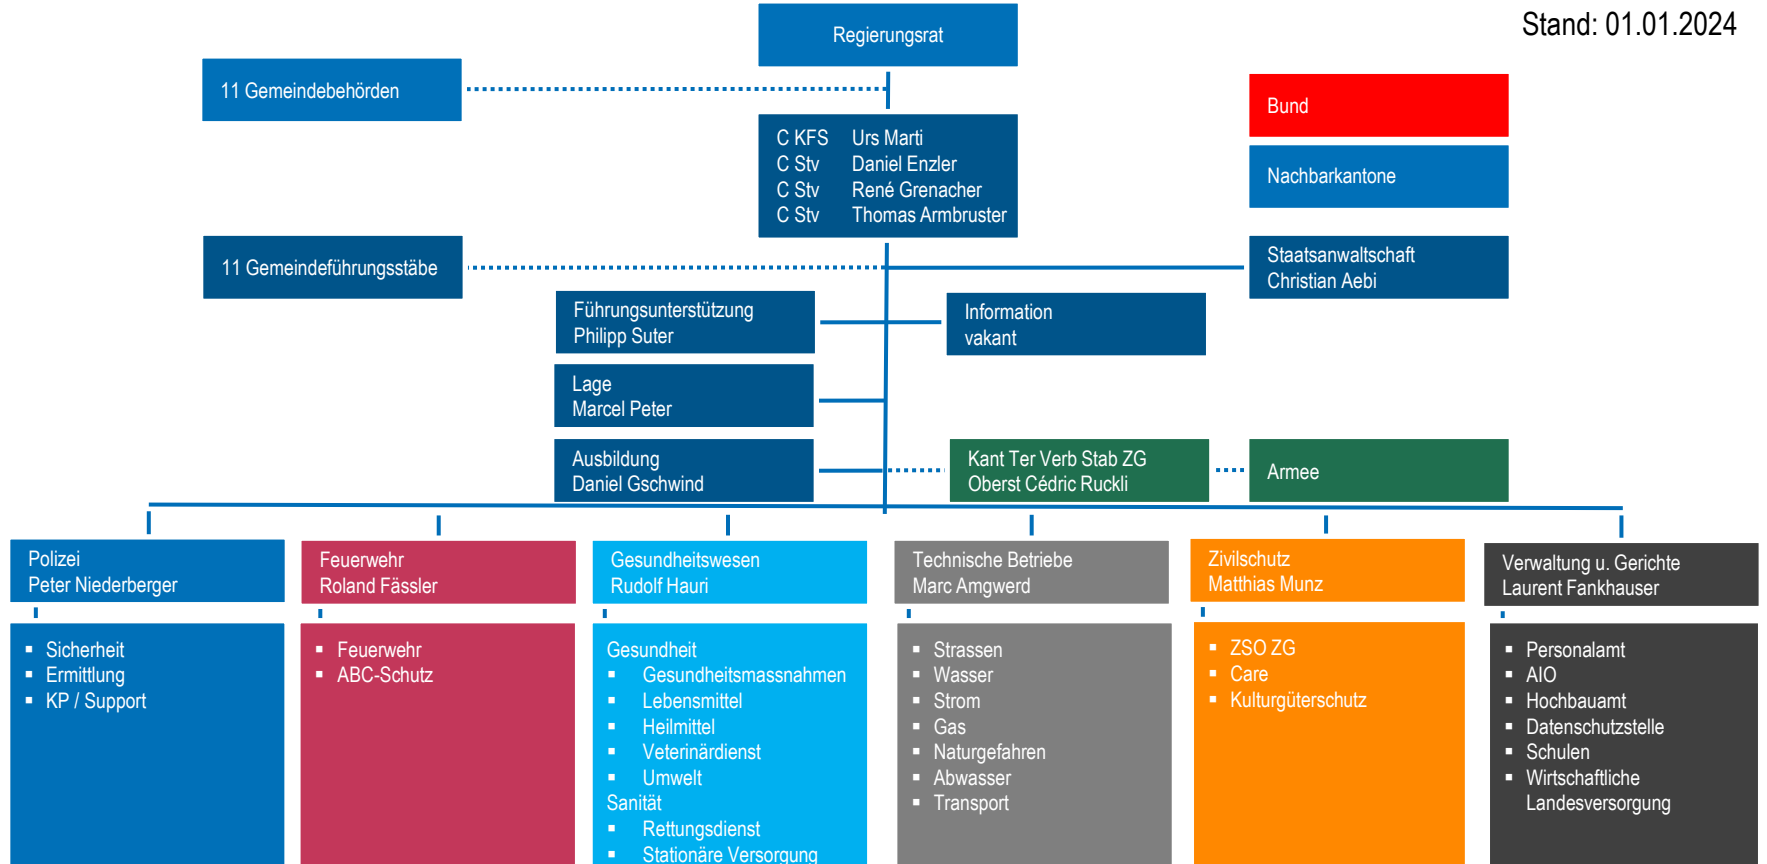 Stand: 01.01.2024
Regierungsrat
11 Gemeindebehörden
Bund
Nachbarkantone
C KFS Urs Marti
C Stv Daniel Enzler
C Stv René Grenacher
C Stv Thomas Armbruster
11 Gemeindeführungsstäbe
Staatsanwaltschaft
Christian Aebi
Führungsunterstützung
Philipp Suter
Information
vakant
Lage
Marcel Peter
Ausbildung
Daniel Gschwind
Kant Ter Verb Stab ZG
Oberst Cédric Ruckli
Armee
Polizei
Peter Niederberger
Feuerwehr
Roland Fässler
Gesundheitswesen
Rudolf Hauri
Technische Betriebe
Marc Amgwerd
Zivilschutz
Matthias Munz
Verwaltung u. Gerichte
Laurent Fankhauser
▪ Sicherheit
▪ Ermittlung
▪ KP / Support
▪ Feuerwehr
▪ ABC-Schutz
Gesundheit
▪ Gesundheitsmassnahmen
▪ Lebensmittel
▪ Heilmittel
▪ Veterinärdienst
▪ Umwelt
Sanität
▪ Rettungsdienst
▪ Stationäre Versorgung
▪ Strassen
▪ Wasser
▪ Strom
▪ Gas
▪ Naturgefahren
▪ Abwasser
▪ Transport
▪ ZSO ZG
▪ Care
▪ Kulturgüterschutz
▪ Personalamt
▪ AIO
▪ Hochbauamt
▪ Datenschutzstelle
▪ Schulen
▪ Wirtschaftliche
Landesversorgung